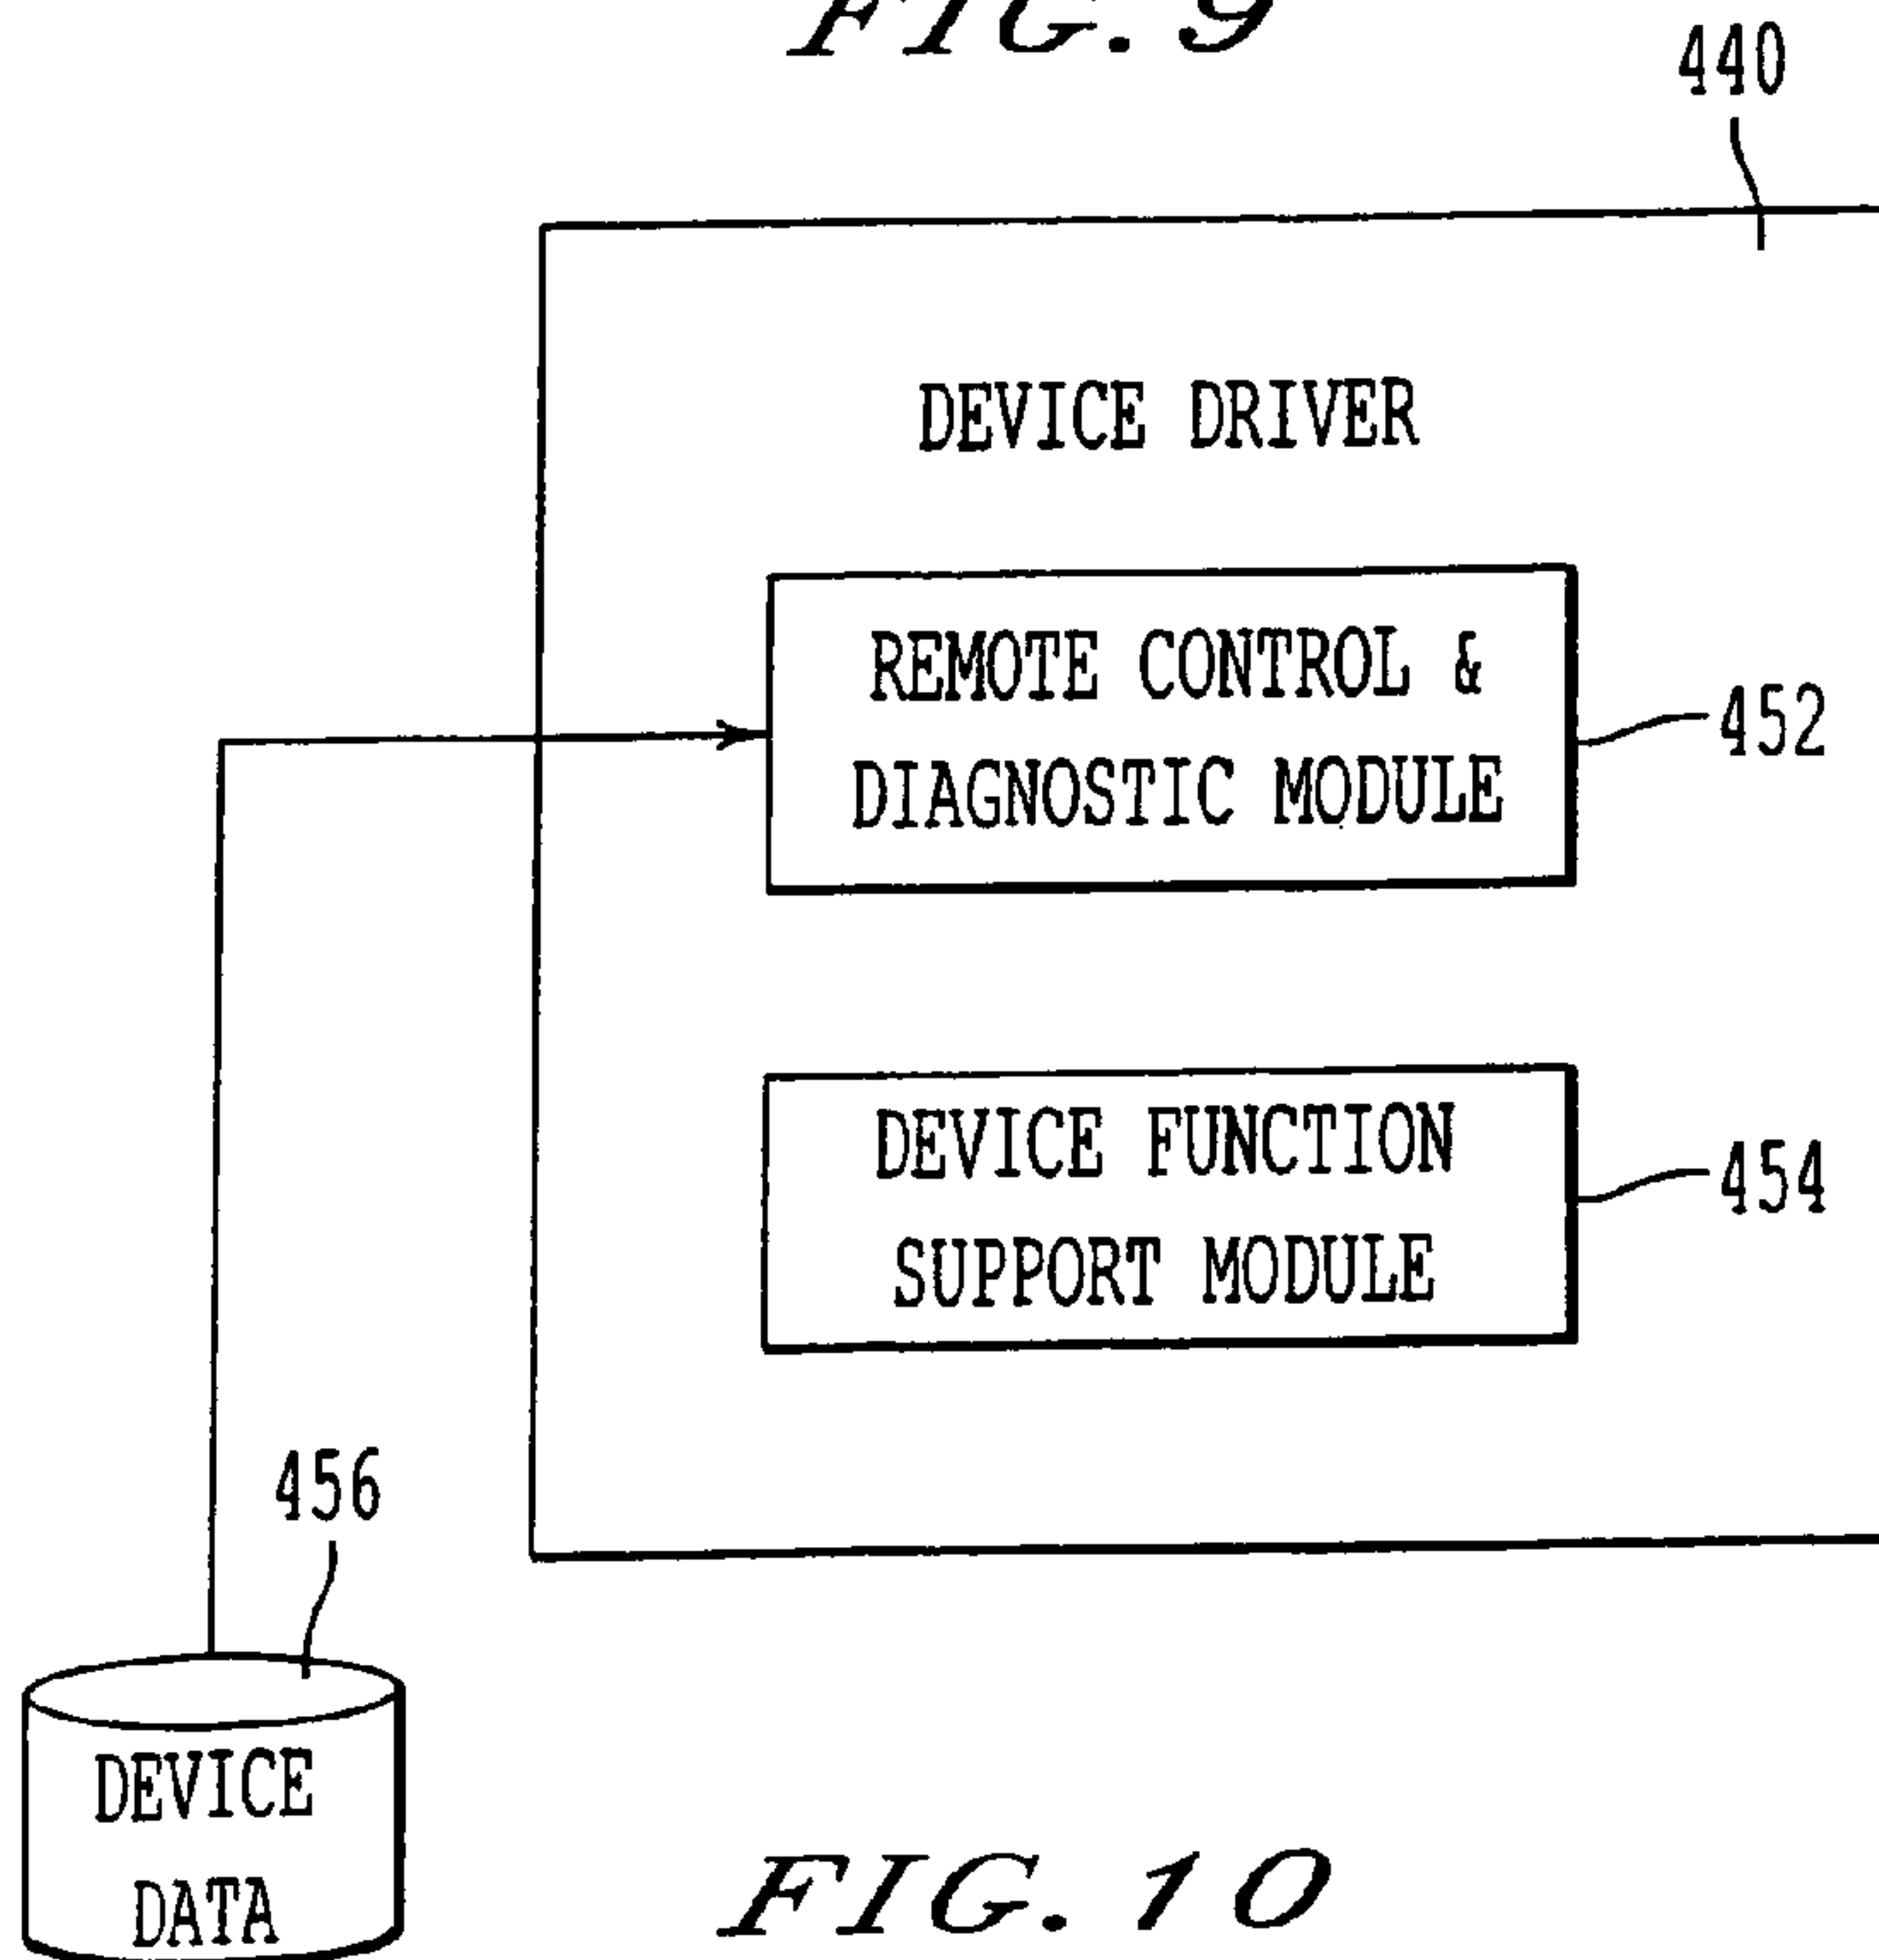 FIG. 9
440
DEVICE DRIVER
REMOTE CONTROL &
DIAGNOSTIC MODULE
452
DEVICE FUNCTION
SUPPORT MODULE
454
456
DEVICE
DATA
FIG. 10